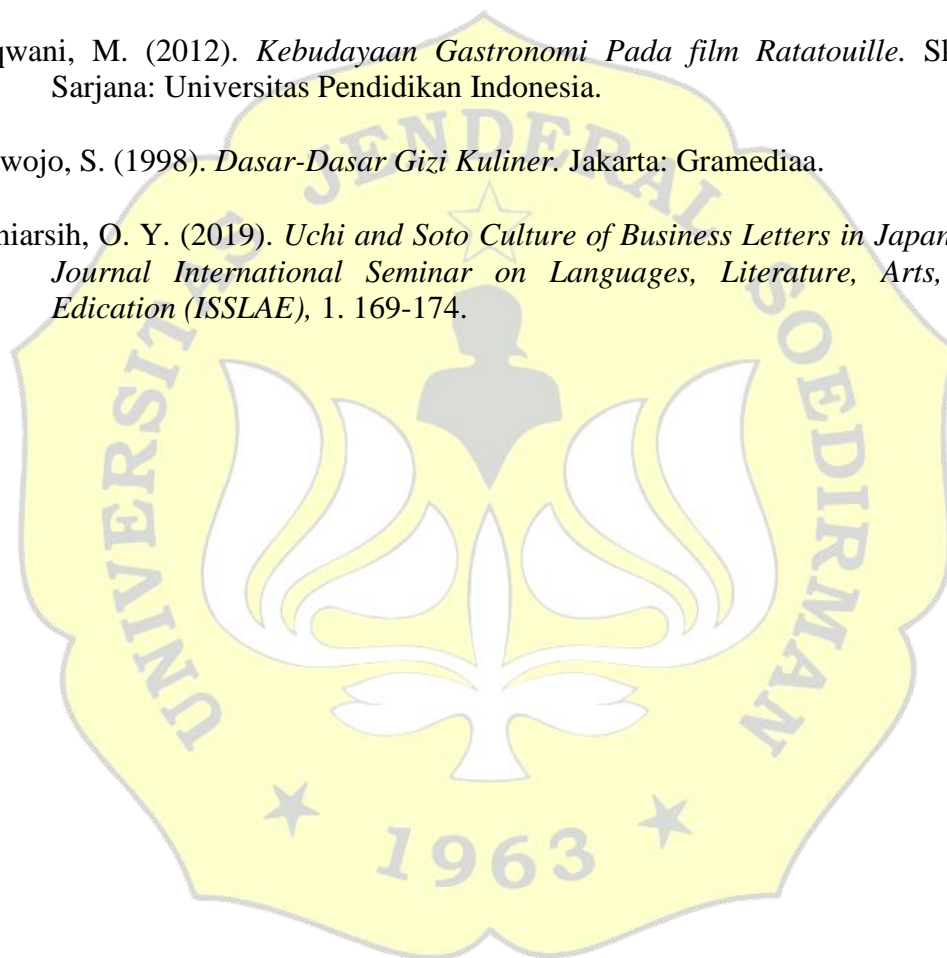 qwani, M. (2012). Kebudayaan Gastronomi Pada film Ratatouille.
Sarjana: Universitas Pendidikan Indonesia.
wojo, S. (1998). Dasar-Dasar Gizi Kuliner. Jakarta: Gramediaa.
niarsih, O. Y. (2019). Uchi and Soto Culture of Business Letters in Japan
Journal International Seminar on Languages, Literature, Arts,
Edication (ISSLAE), 1. 169-174.
UNIVERSITAS JENDERAL SOEDIRMAN
1963